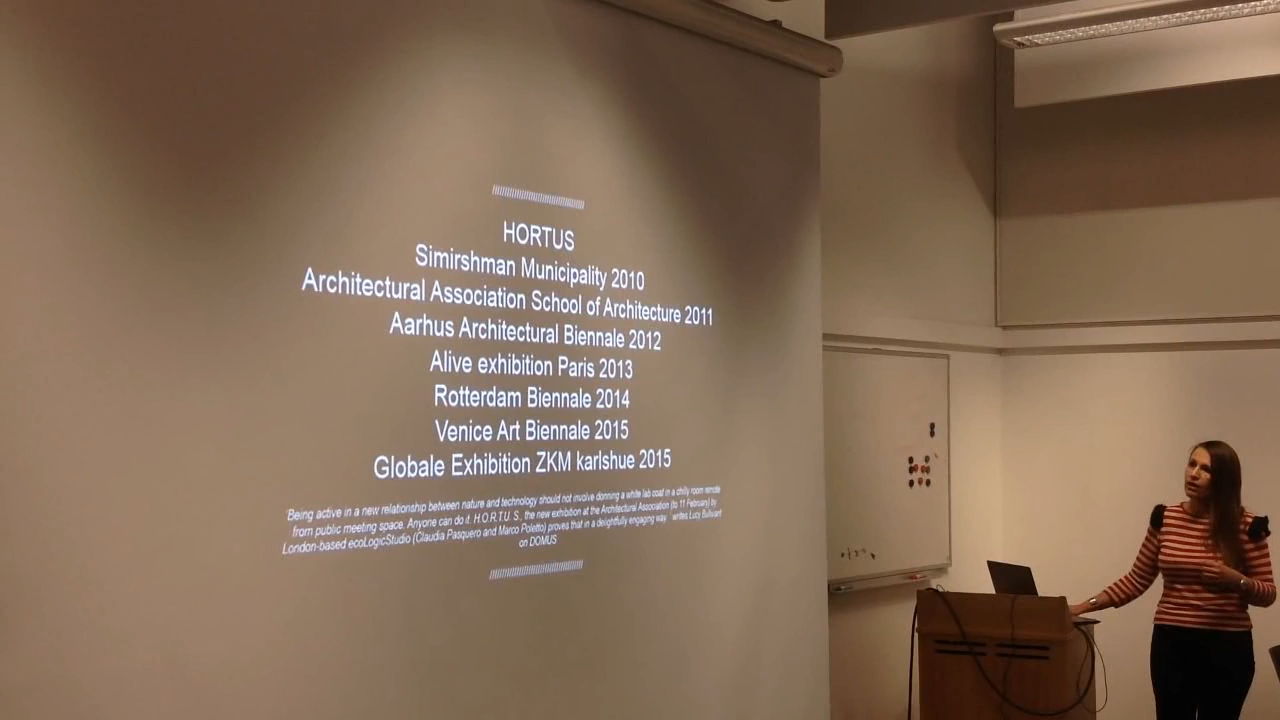 HORTUS
Simirshman Municipality 2010
Architectural Association School of Architecture 2011
Aarhus Architectural Biennale 2012
Alive exhibition Paris 2013
Rotterdam Biennale 2014
Venice Art Biennale 2015
Globale Exhibition ZKM karlshue 2015
'Being active in a new relationship between nature and technology should not involve donning a white lab coat in a chilly room remote
from public meeting space. Anyone can do it. H.O.R.T.U.S., the new exhibition at the Architectural Association (to 11 February) by
London-based ecoLogicStudio (Claudia Pasquero and Marco Poletto) proves that in a delightfully engaging way' writes Lucy Bullivant
on DOMUS